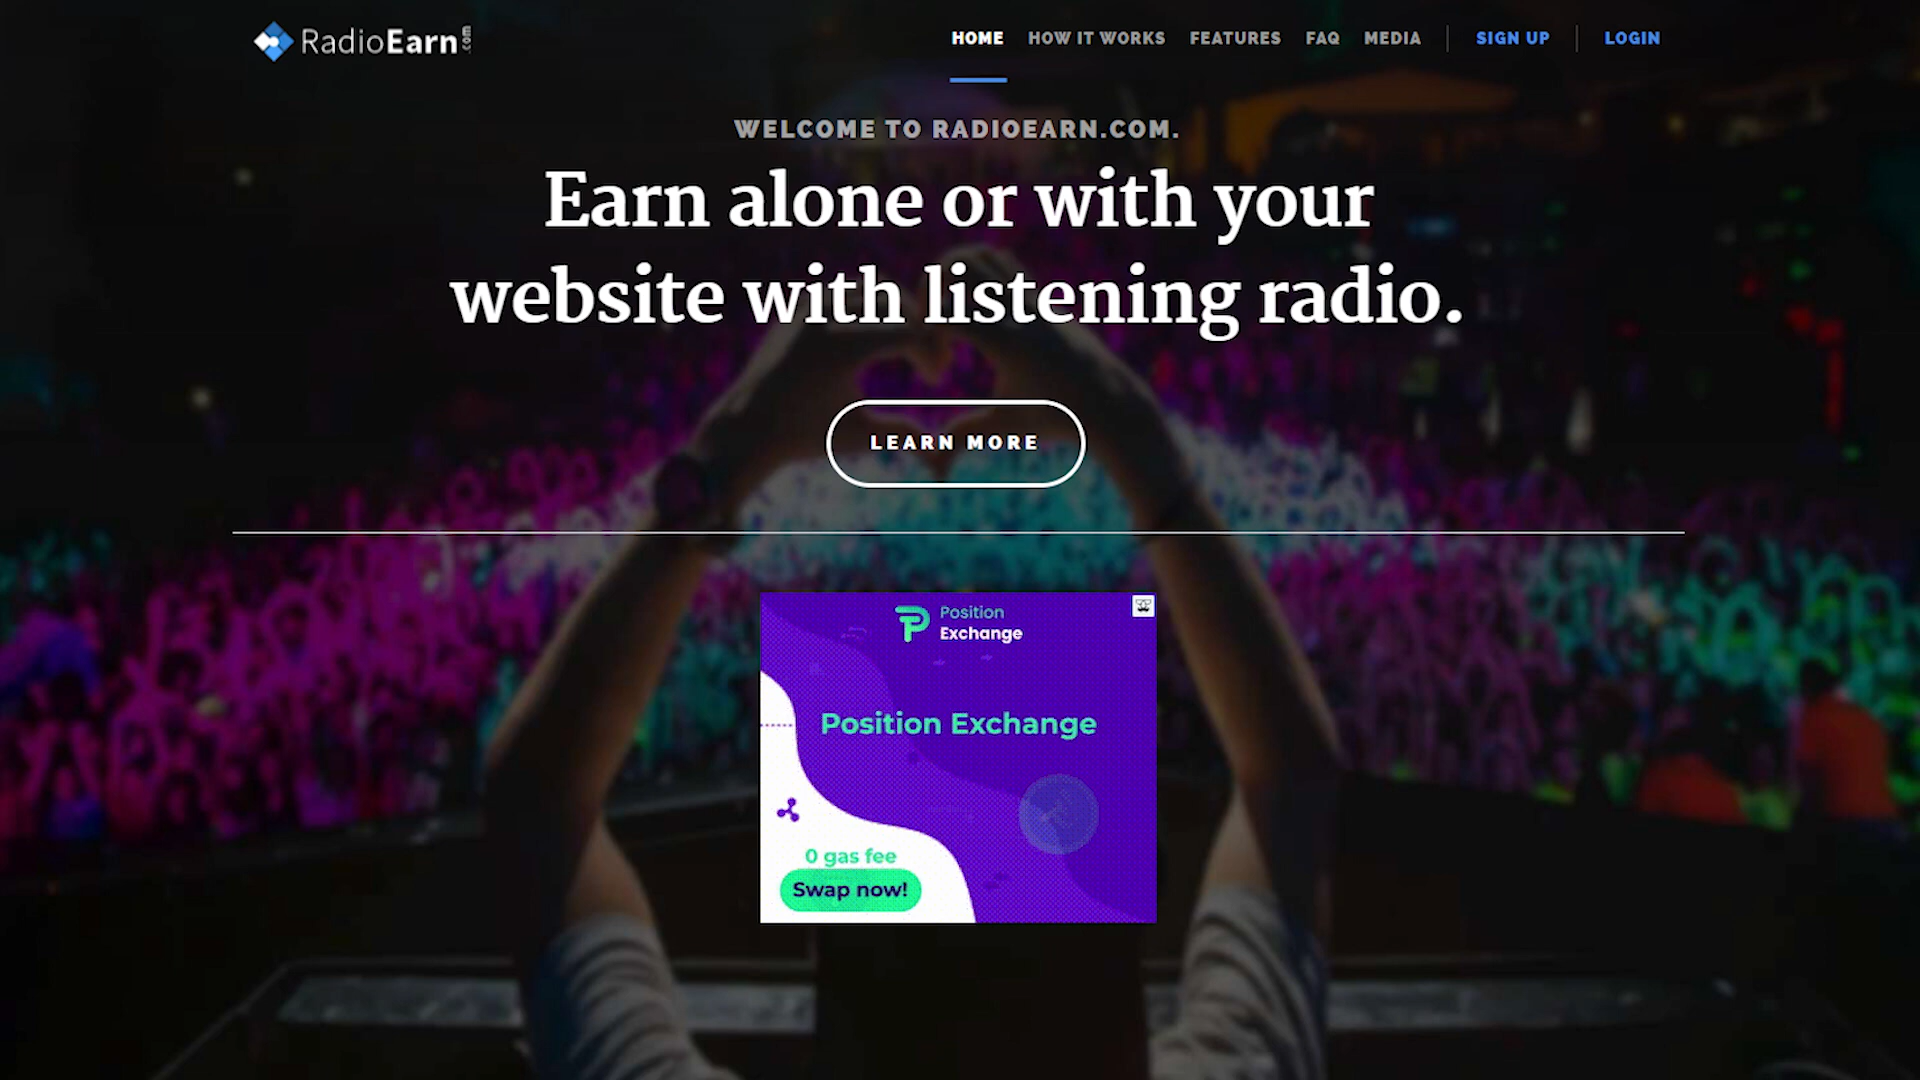 RadioEarn.com
HOME HOW IT WORKS FEATURES FAQ MEDIA SIGN UP LOGIN
WELCOME TO RADIOEARN.COM.
Earn alone or with your
website with listening radio.
LEARN MORE
Position
Exchange
Position Exchange
0 gas fee
Swap now!